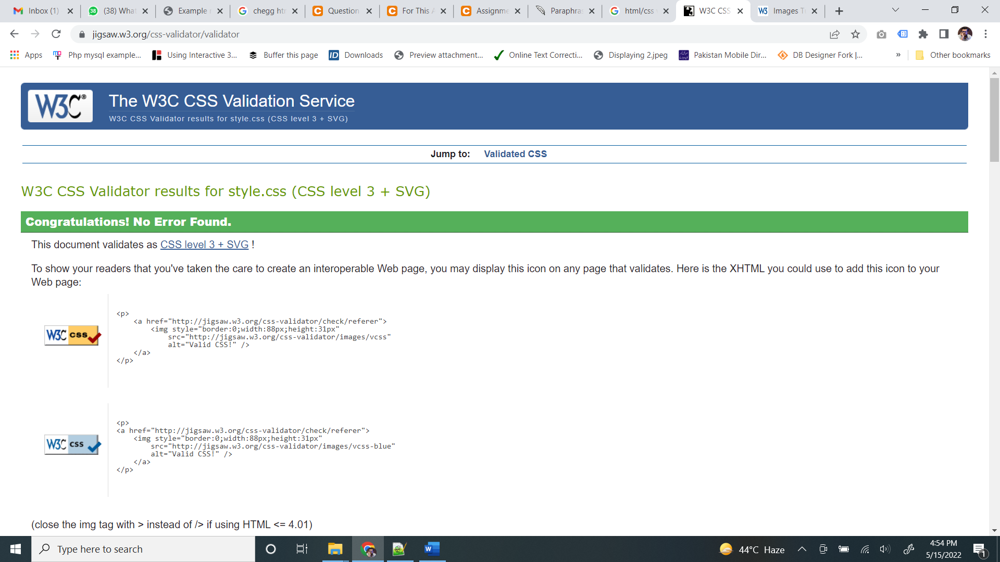 Inbox (1)
(38) What
Example
chegg htm
Question
For This A
Assignme
Paraphras
html/css
W3C CSS
Images T
jigsaw.w3.org/css-validator/validator
Apps
Php mysql example...
Using Interactive 3...
Buffer this page
Downloads
Preview attachment...
Online Text Correcti...
Displaying 2.jpeg
Pakistan Mobile Dir...
DB Designer Fork |...
»
Other bookmarks
W3C®
The W3C CSS Validation Service
W3C CSS Validator results for style.css (CSS level 3 + SVG)
Jump to: Validated CSS
W3C CSS Validator results for style.css (CSS level 3 + SVG)
Congratulations! No Error Found.
This document validates as CSS level 3 + SVG !
To show your readers that you've taken the care to create an interoperable Web page, you may display this icon on any page that validates. Here is the XHTML you could use to add this icon to your
Web page:
W3C css
<p>
<a href="http://jigsaw.w3.org/css-validator/check/referer">
<img style="border:0;width:88px;height:31px"
src="http://jigsaw.w3.org/css-validator/images/vcss"
alt="Valid CSS!" />
</a>
</p>
W3C css
<p>
<a href="http://jigsaw.w3.org/css-validator/check/referer">
<img style="border:0;width:88px;height:31px"
src="http://jigsaw.w3.org/css-validator/images/vcss-blue"
alt="Valid CSS!" />
</a>
</p>
(close the img tag with > instead of /> if using HTML <= 4.01)
Type here to search
44°C Haze
4:54 PM
5/15/2022
1